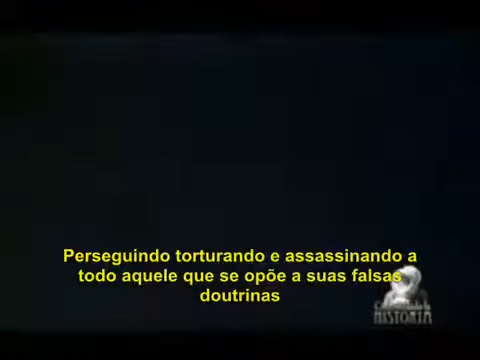 Perseguindo torturando e assassinando a
todo aquele que se opõe a suas falsas
doutrinas
HISTORIA